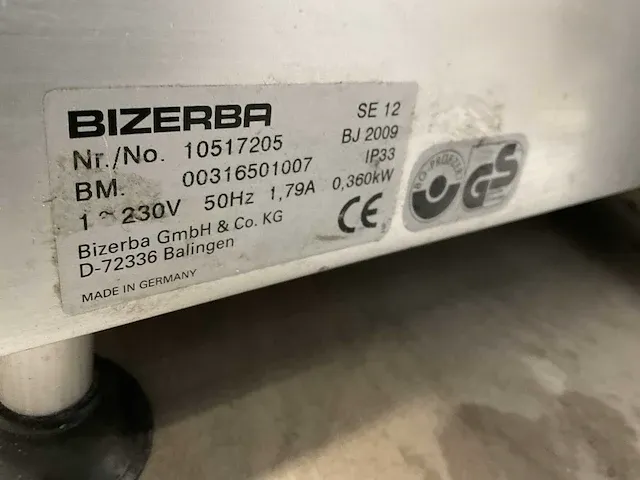 BIZERBA SE 12
Nr./No. 10517205 BJ 2009
BM. 00316501007 IP33
1 ~ 230V 50Hz 1,79A 0,360kW
Bizerba GmbH & Co. KG CE
D-72336 Balingen
MADE IN GERMANY
GS